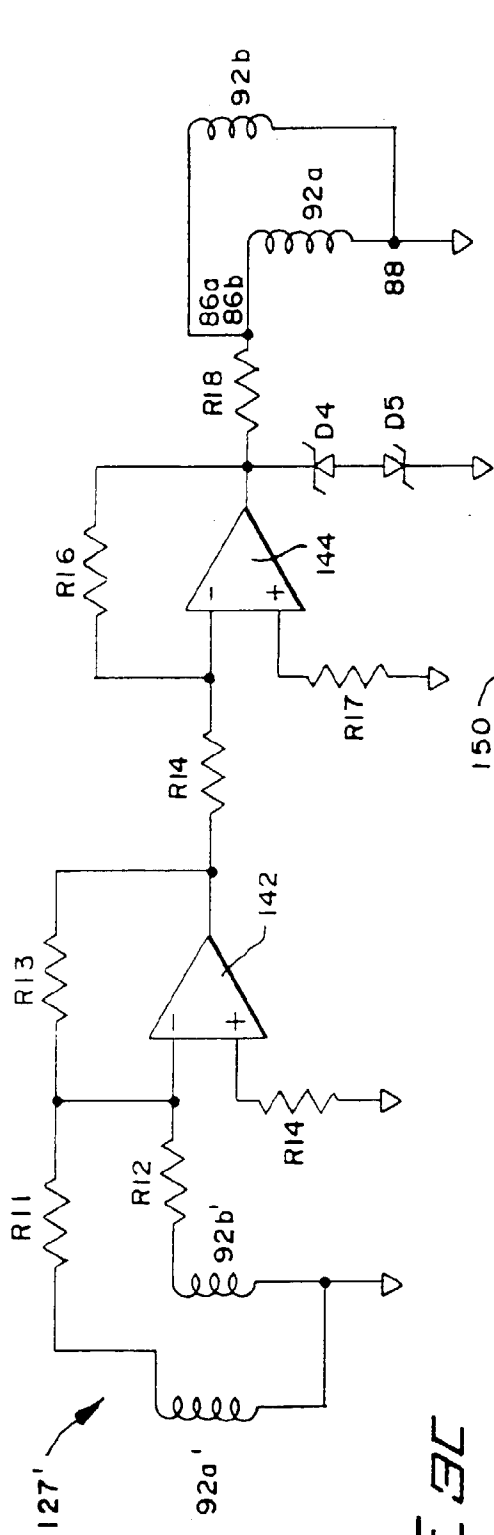 127'
92a'
R11
R12
92b'
R13
-
+
142
R14
R14
R16
-
+
144
R17
150
R18
D4
D5
86a
86b
92a
92b
88
E 3C